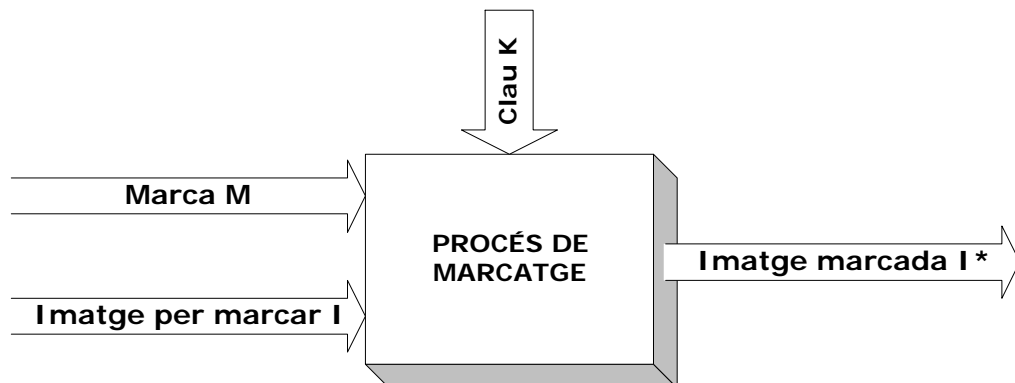 Clau K
Marca M
PROCÉS DE
MARCATGE
Imatge marcada I*
Imatge per marcar I